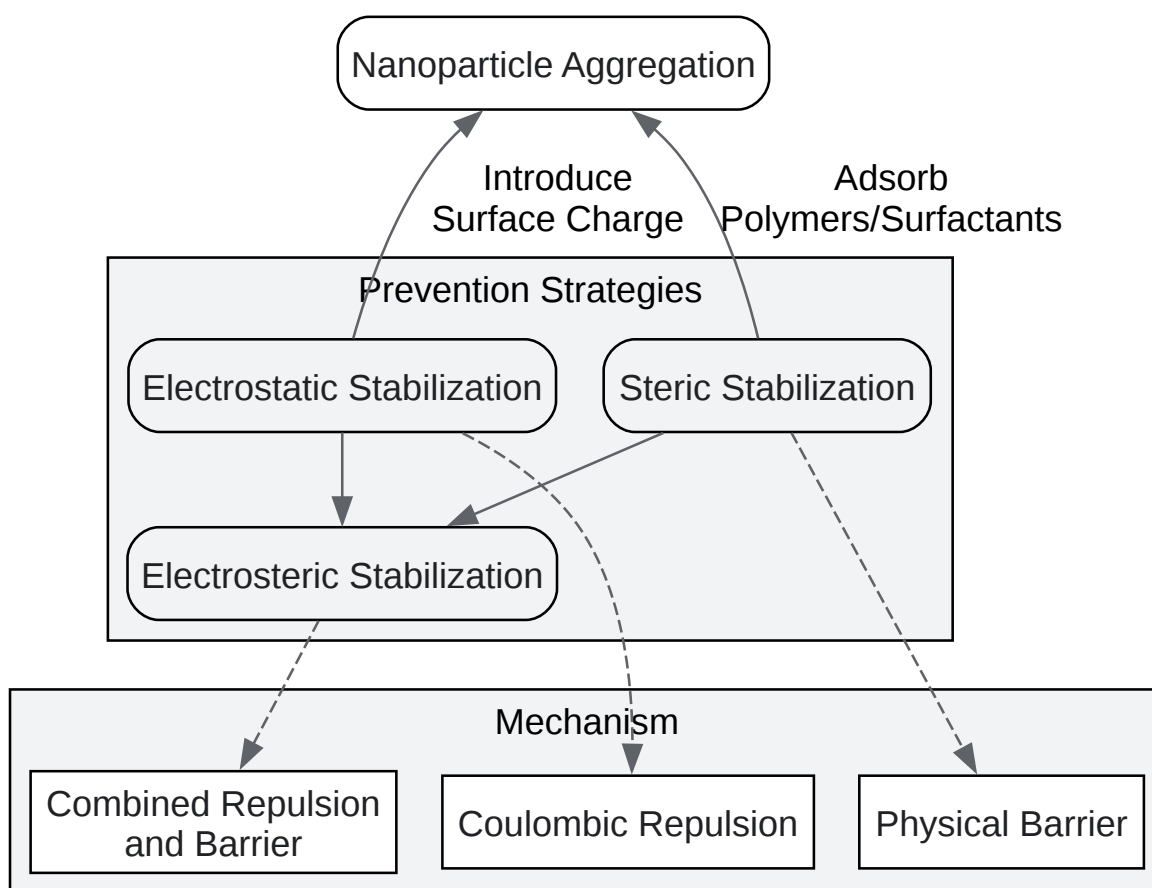 Nanoparticle Aggregation
Introduce
Surface Charge
Adsorb
Polymers/Surfactants
Prevention Strategies
Electrostatic Stabilization
Steric Stabilization
Electrosteric Stabilization
Mechanism
Combined Repulsion
and Barrier
Coulombic Repulsion
Physical Barrier